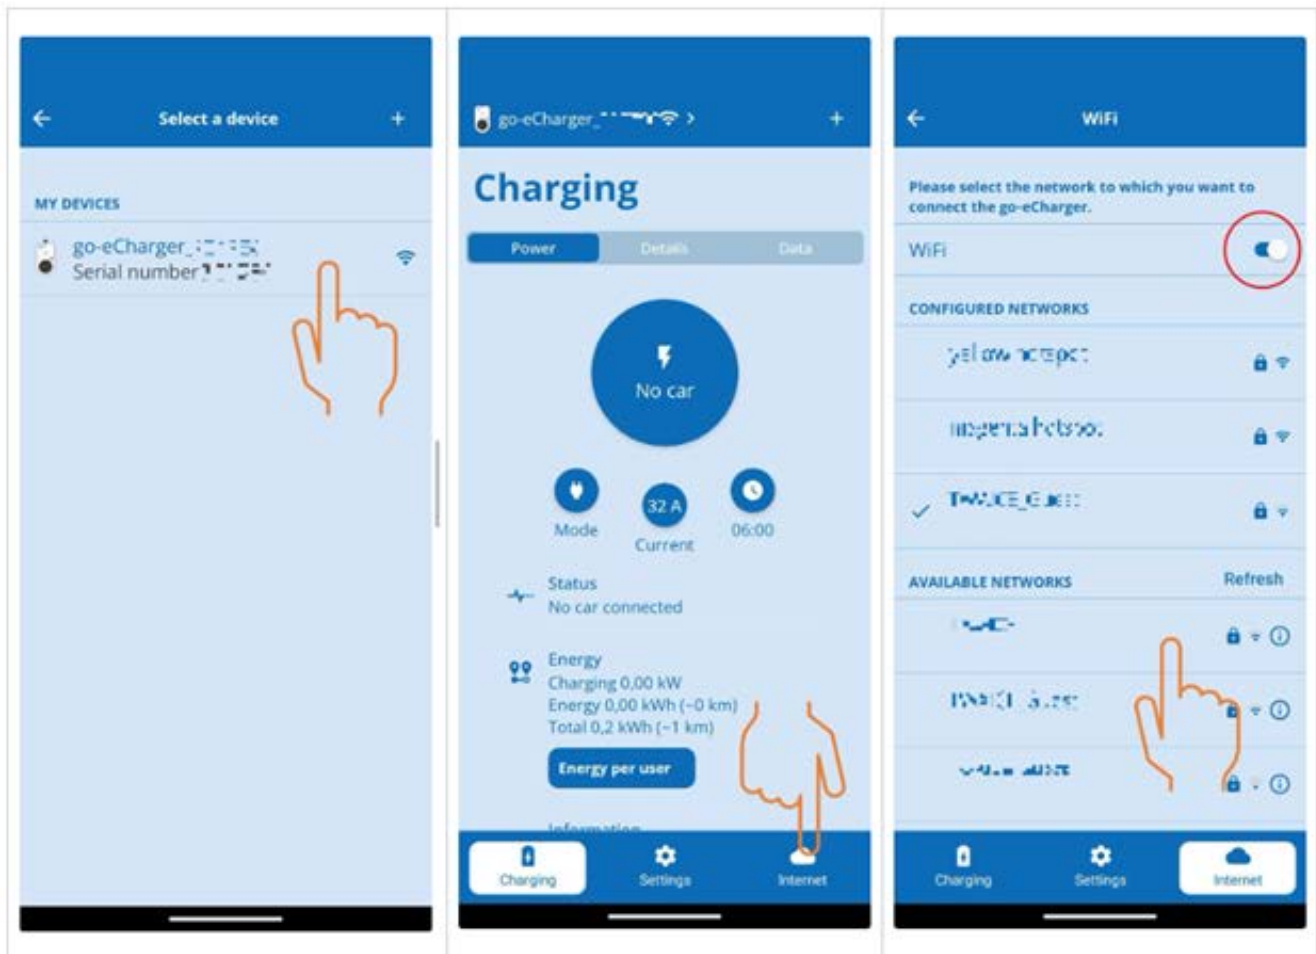 Select a device
+
MY DEVICES
go-eCharger_
Serial number
go-eCharger_ >
+
Charging
Power
Details
Data
No car
32 A
Mode
Current
06:00
Status
No car connected
Energy
Charging 0,00 kW
Energy 0,00 kWh (~0 km)
Total 0,2 kWh (~1 km)
Energy per user
Information
Charging
Settings
Internet
WiFi
Please select the network to which you want to
connect the go-eCharger.
WiFi
CONFIGURED NETWORKS
AVAILABLE NETWORKS
Refresh
Charging
Settings
Internet